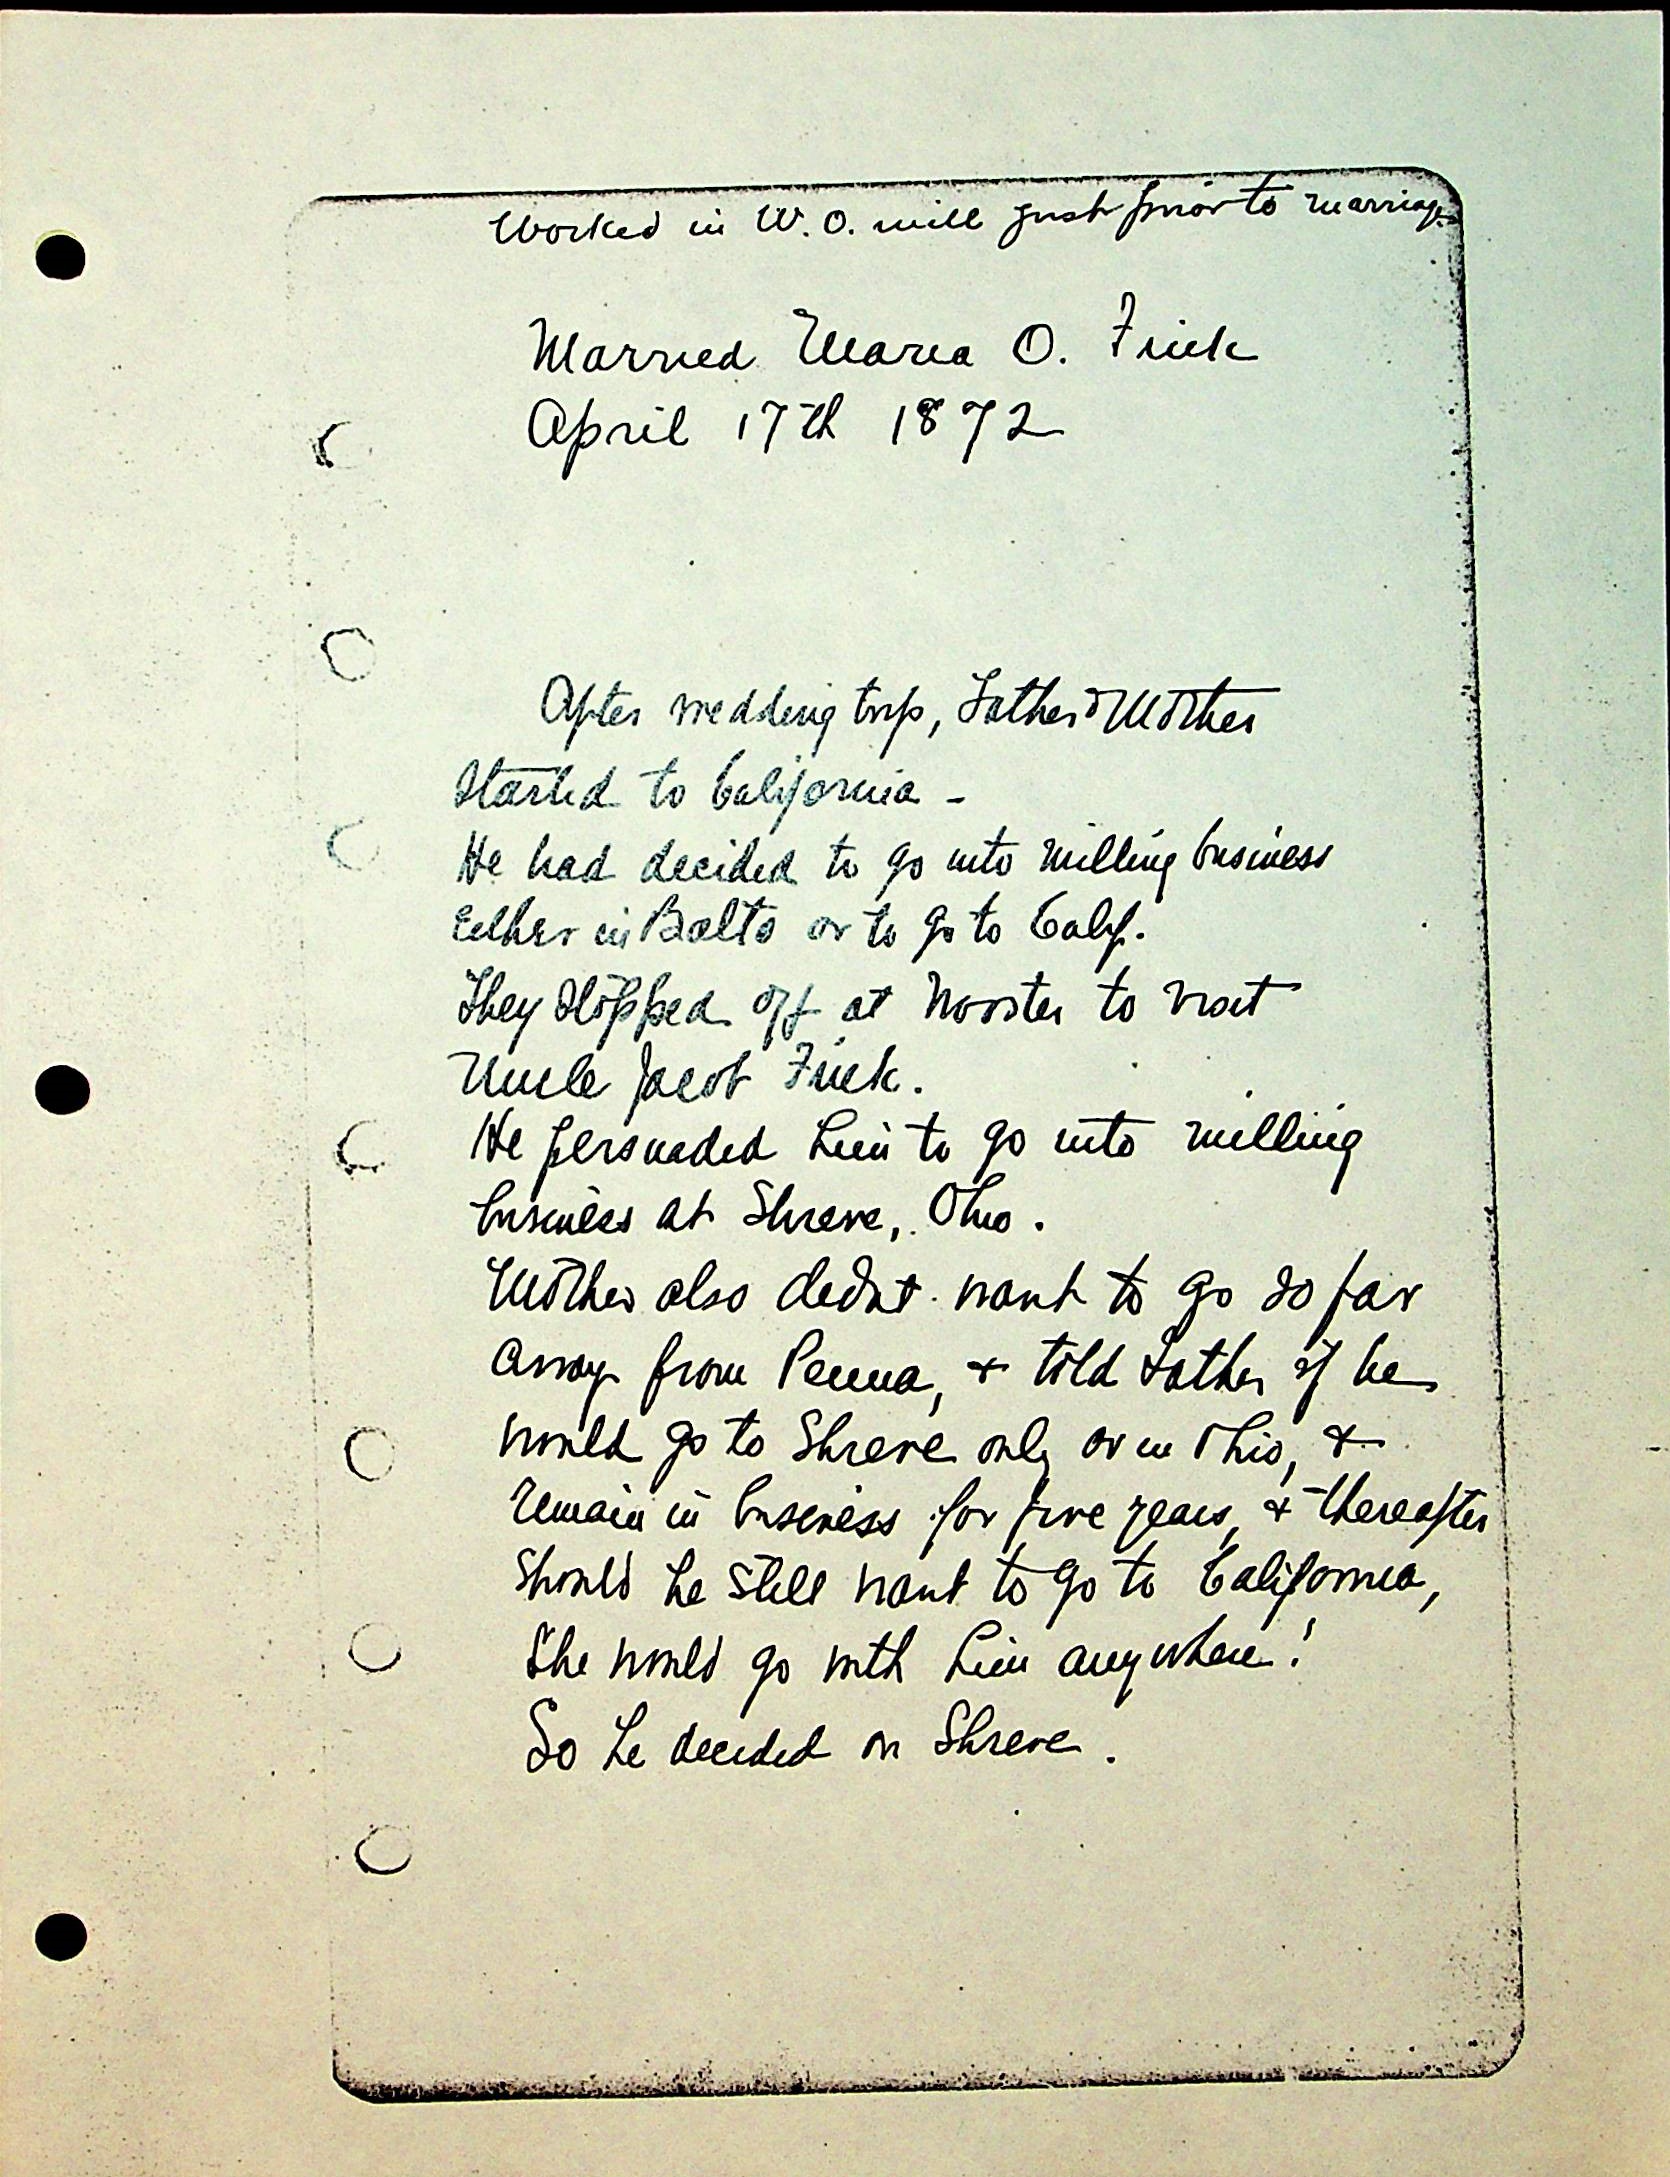 Worked in W. O. mill just prior to marriage
Married Maria O. Frick
April 17th 1872
After wedding trip, Father & Mother
started to California -
He had decided to go into milling business
either in Balto or to go to Calif.
They stopped off at Wooster to visit
Uncle Jacob Frick.
He persuaded him to go into milling
business at Shreve, Ohio.
Mother also didnt want to go so far
away from Penna, & told Father if he
would go to Shreve only or in Ohio, &
remain in business for five years, & thereafter
should he still want to go to California,
she would go with him anywhere!
So he decided on Shreve.